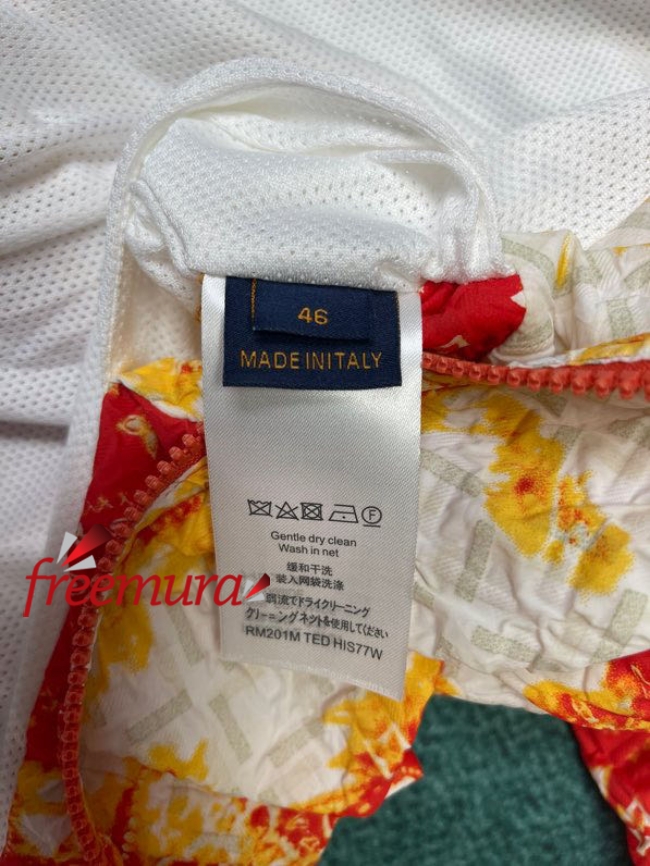 46
MADE IN ITALY
Gentle dry clean
Wash in net
缓和干洗
装入网袋洗涤
弱流でドライクリーニング
クリーニングネットを使用してください
RM201M TED HIS77W
freemura